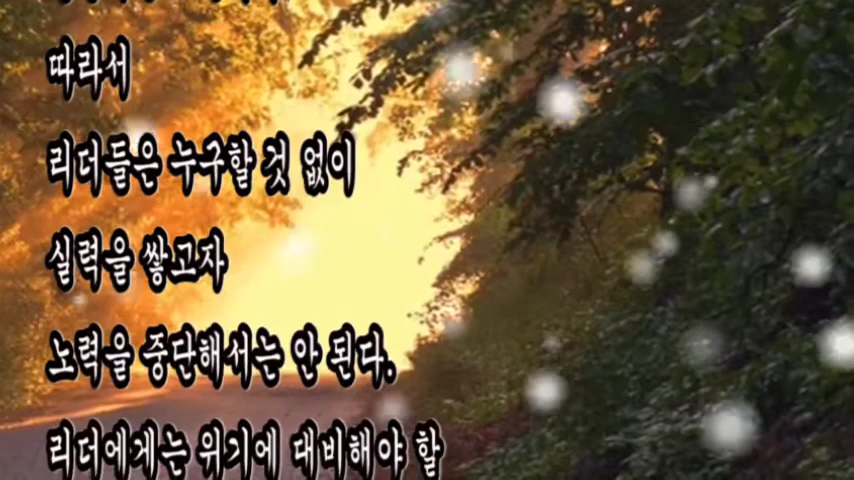 따라서
리더들은 누구할 것 없이
실력을 쌓고자
노력을 중단해서는 안 된다.
리더에게는 위기에 대비해야 할